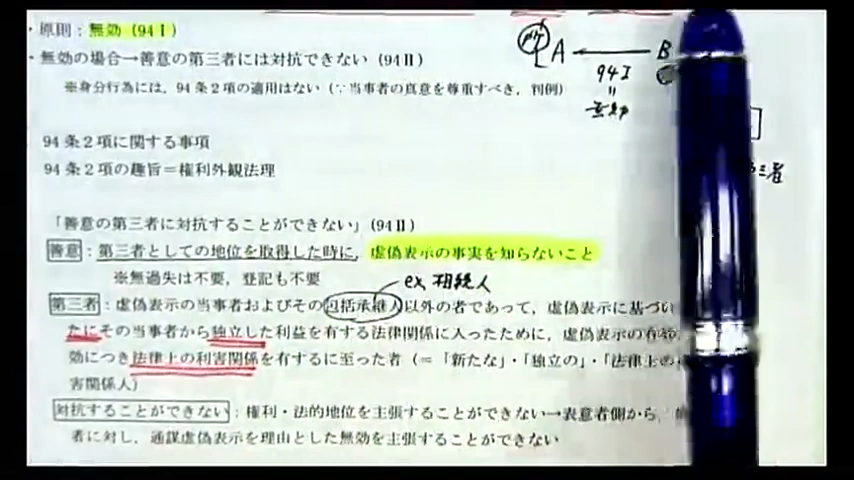 ・原則：無効（94Ⅰ）
・無効の場合→善意の第三者には対抗できない（94Ⅱ）
※身分行為には，94条2項の適用はない（∵当事者の真意を尊重すべき，判例）
94条2項に関する事項
94条2項の趣旨＝権利外観法理
「善意の第三者に対抗することができない」（94Ⅱ）
善意：第三者としての地位を取得した時に，虚偽表示の事実を知らないこと
※無過失は不要，登記も不要
ex. 相続人
第三者：虚偽表示の当事者およびその包括承継人以外の者であって，虚偽表示に基づい
たにその当事者から独立した利益を有する法律関係に入ったために，虚偽表示の有効
効につき法律上の利害関係を有するに至った者（＝「新たな」・「独立の」・「法律上の
害関係人）
対抗することができない：権利・法的地位を主張することができない→表意者側から，
者に対し，通謀虚偽表示を理由とした無効を主張することができない
A B
94Ⅰ
＝
無効
三者